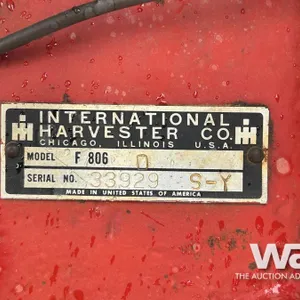 INTERNATIONAL
HARVESTER CO.
CHICAGO, ILLINOIS U.S.A.
MODEL F 806 D
SERIAL NO. 33929 S-Y
MADE IN UNITED STATES OF AMERICA
THE AUCTION AD